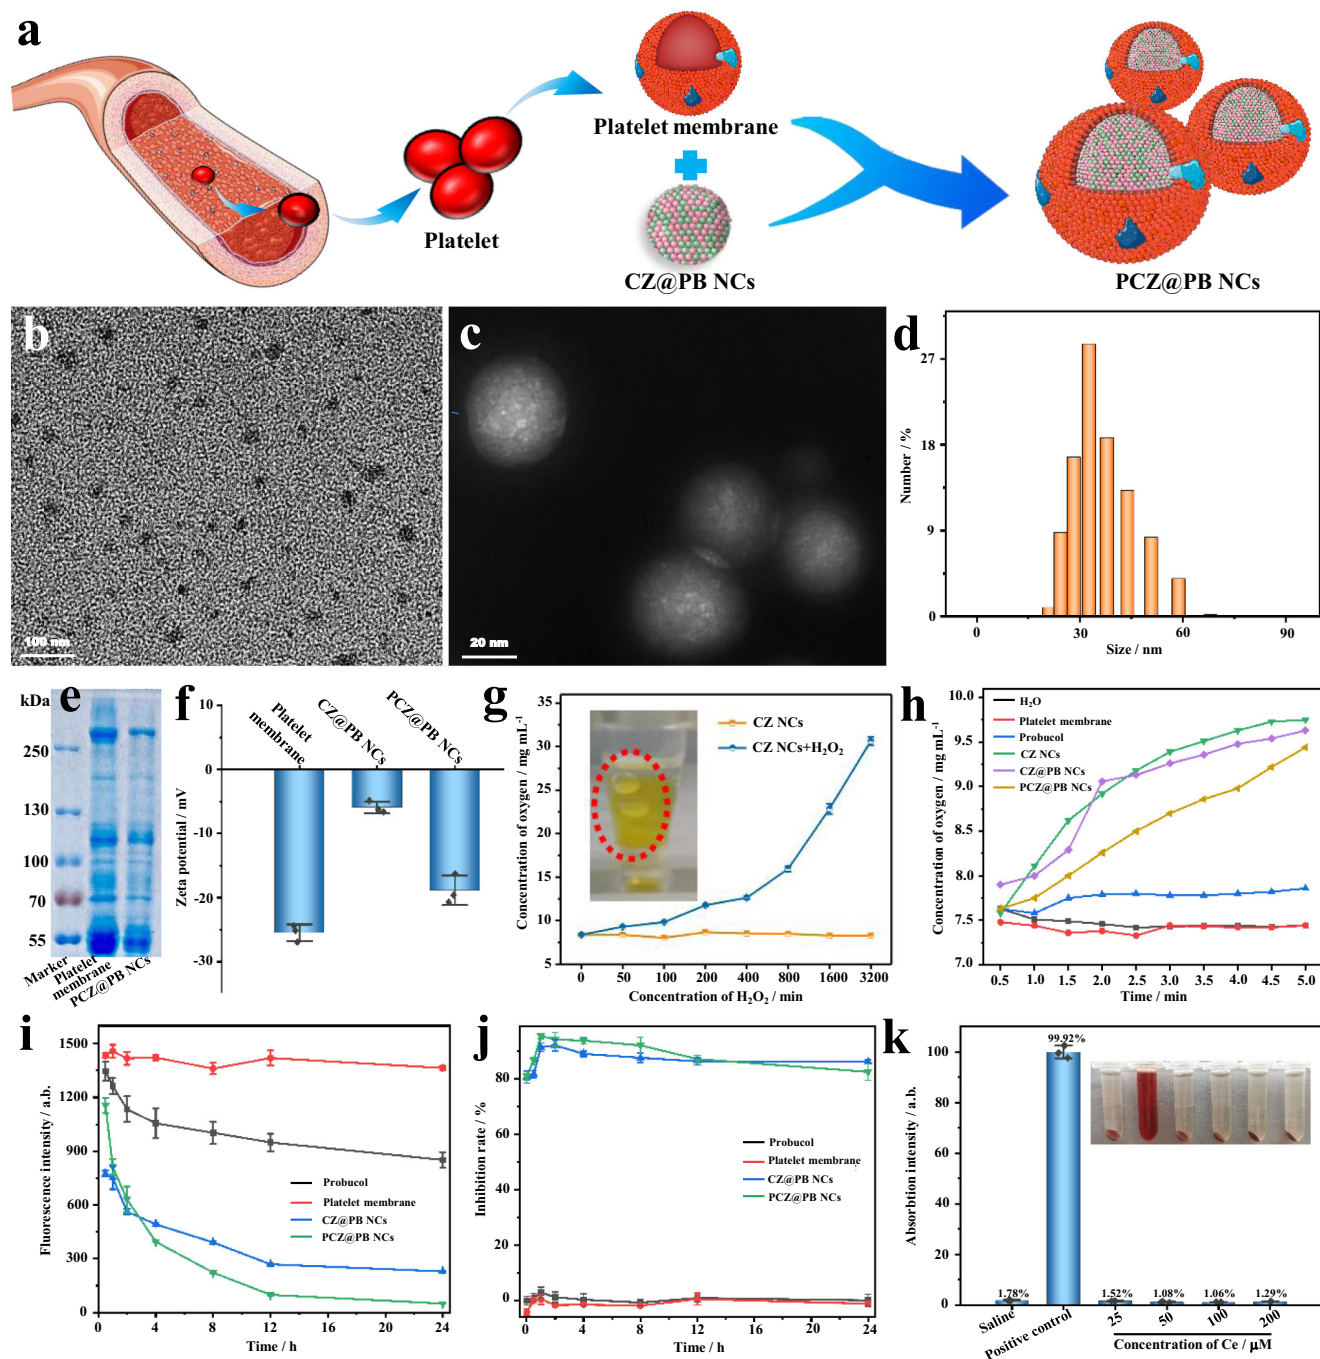 a
Platelet membrane
Platelet
CZ@PB NCs
PCZ@PB NCs
b
100 nm
c
20 nm
d
27
18
9
0
Number / %
0
30
60
90
Size / nm
e
kDa
250
130
100
70
55
Marker
Platelet
membrane
PCZ@PB NCs
f
10
0
-10
-20
-30
Zeta potential / mV
Platelet
membrane
CZ@PB NCs
PCZ@PB NCs
g
35
30
25
20
15
10
5
Concentration of oxygen / mg mL⁻¹
CZ NCs
CZ NCs+H₂O₂
0
50
100
200
400
800
1600
3200
Concentration of H₂O₂ / min
h
10.0
9.5
9.0
8.5
8.0
7.5
7.0
Concentration of oxygen / mg mL⁻¹
H₂O
Platelet membrane
Probucol
CZ NCs
CZ@PB NCs
PCZ@PB NCs
0.5
1.0
1.5
2.0
2.5
3.0
3.5
4.0
4.5
5.0
Time / min
i
1500
1200
900
600
300
0
Fluorescence intensity / a.b.
Probucol
Platelet membrane
CZ@PB NCs
PCZ@PB NCs
0
4
8
12
16
20
24
Time / h
j
80
60
40
20
0
Inhibition rate / %
Probucol
Platelet membrane
CZ@PB NCs
PCZ@PB NCs
0
4
8
12
16
20
24
Time / h
k
100
80
60
40
20
0
Absorbtion intensity / a.b.
99.92%
1.78%
1.52%
1.08%
1.06%
1.29%
Saline
Positive control
25
50
100
200
Concentration of Ce / μM